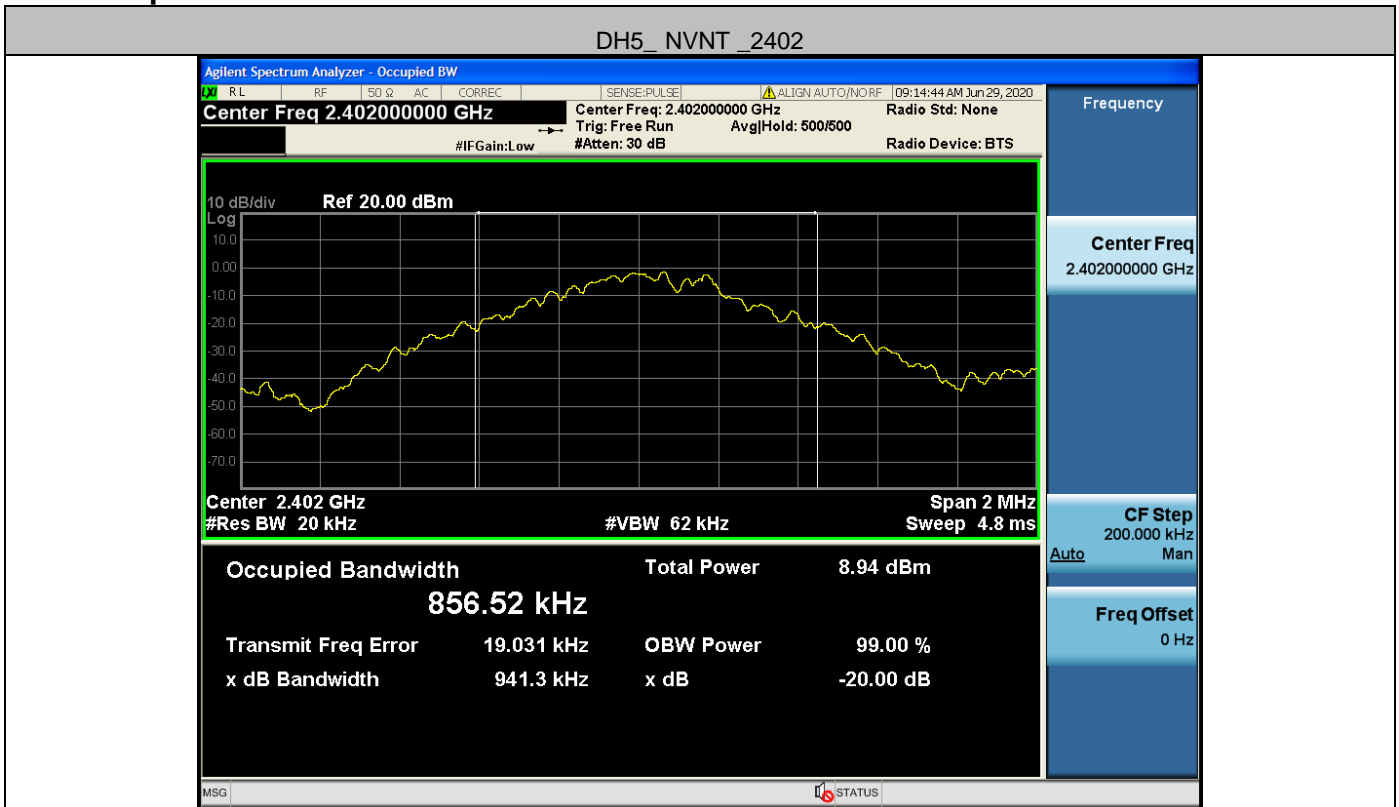 DH5_ NVNT _2402
Agilent Spectrum Analyzer - Occupied BW
LXI RL RF 50 Ω AC CORREC SENSE:PULSE ALIGN AUTO/NO RF 09:14:44 AM Jun 29, 2020
Center Freq 2.402000000 GHz
Center Freq: 2.402000000 GHz Radio Std: None
Trig: Free Run Avg|Hold: 500/500
#IFGain:Low #Atten: 30 dB Radio Device: BTS
10 dB/div Ref 20.00 dBm
Log
10.0
0.00
-10.0
-20.0
-30.0
-40.0
-50.0
-60.0
-70.0
Center 2.402 GHz Span 2 MHz
#Res BW 20 kHz #VBW 62 kHz Sweep 4.8 ms
Occupied Bandwidth Total Power 8.94 dBm
856.52 kHz
Transmit Freq Error 19.031 kHz OBW Power 99.00 %
x dB Bandwidth 941.3 kHz x dB -20.00 dB
MSG STATUS
Frequency
Center Freq
2.402000000 GHz
CF Step
200.000 kHz
Auto Man
Freq Offset
0 Hz